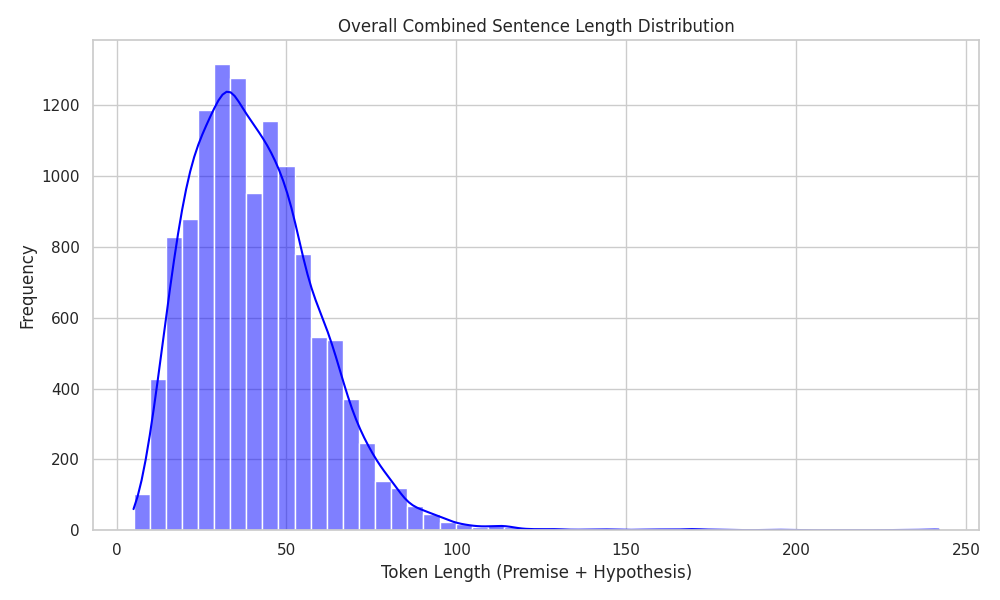 Overall Combined Sentence Length Distribution
1200
1000
800
600
400
200
0
Frequency
0 50 100 150 200 250
Token Length (Premise + Hypothesis)